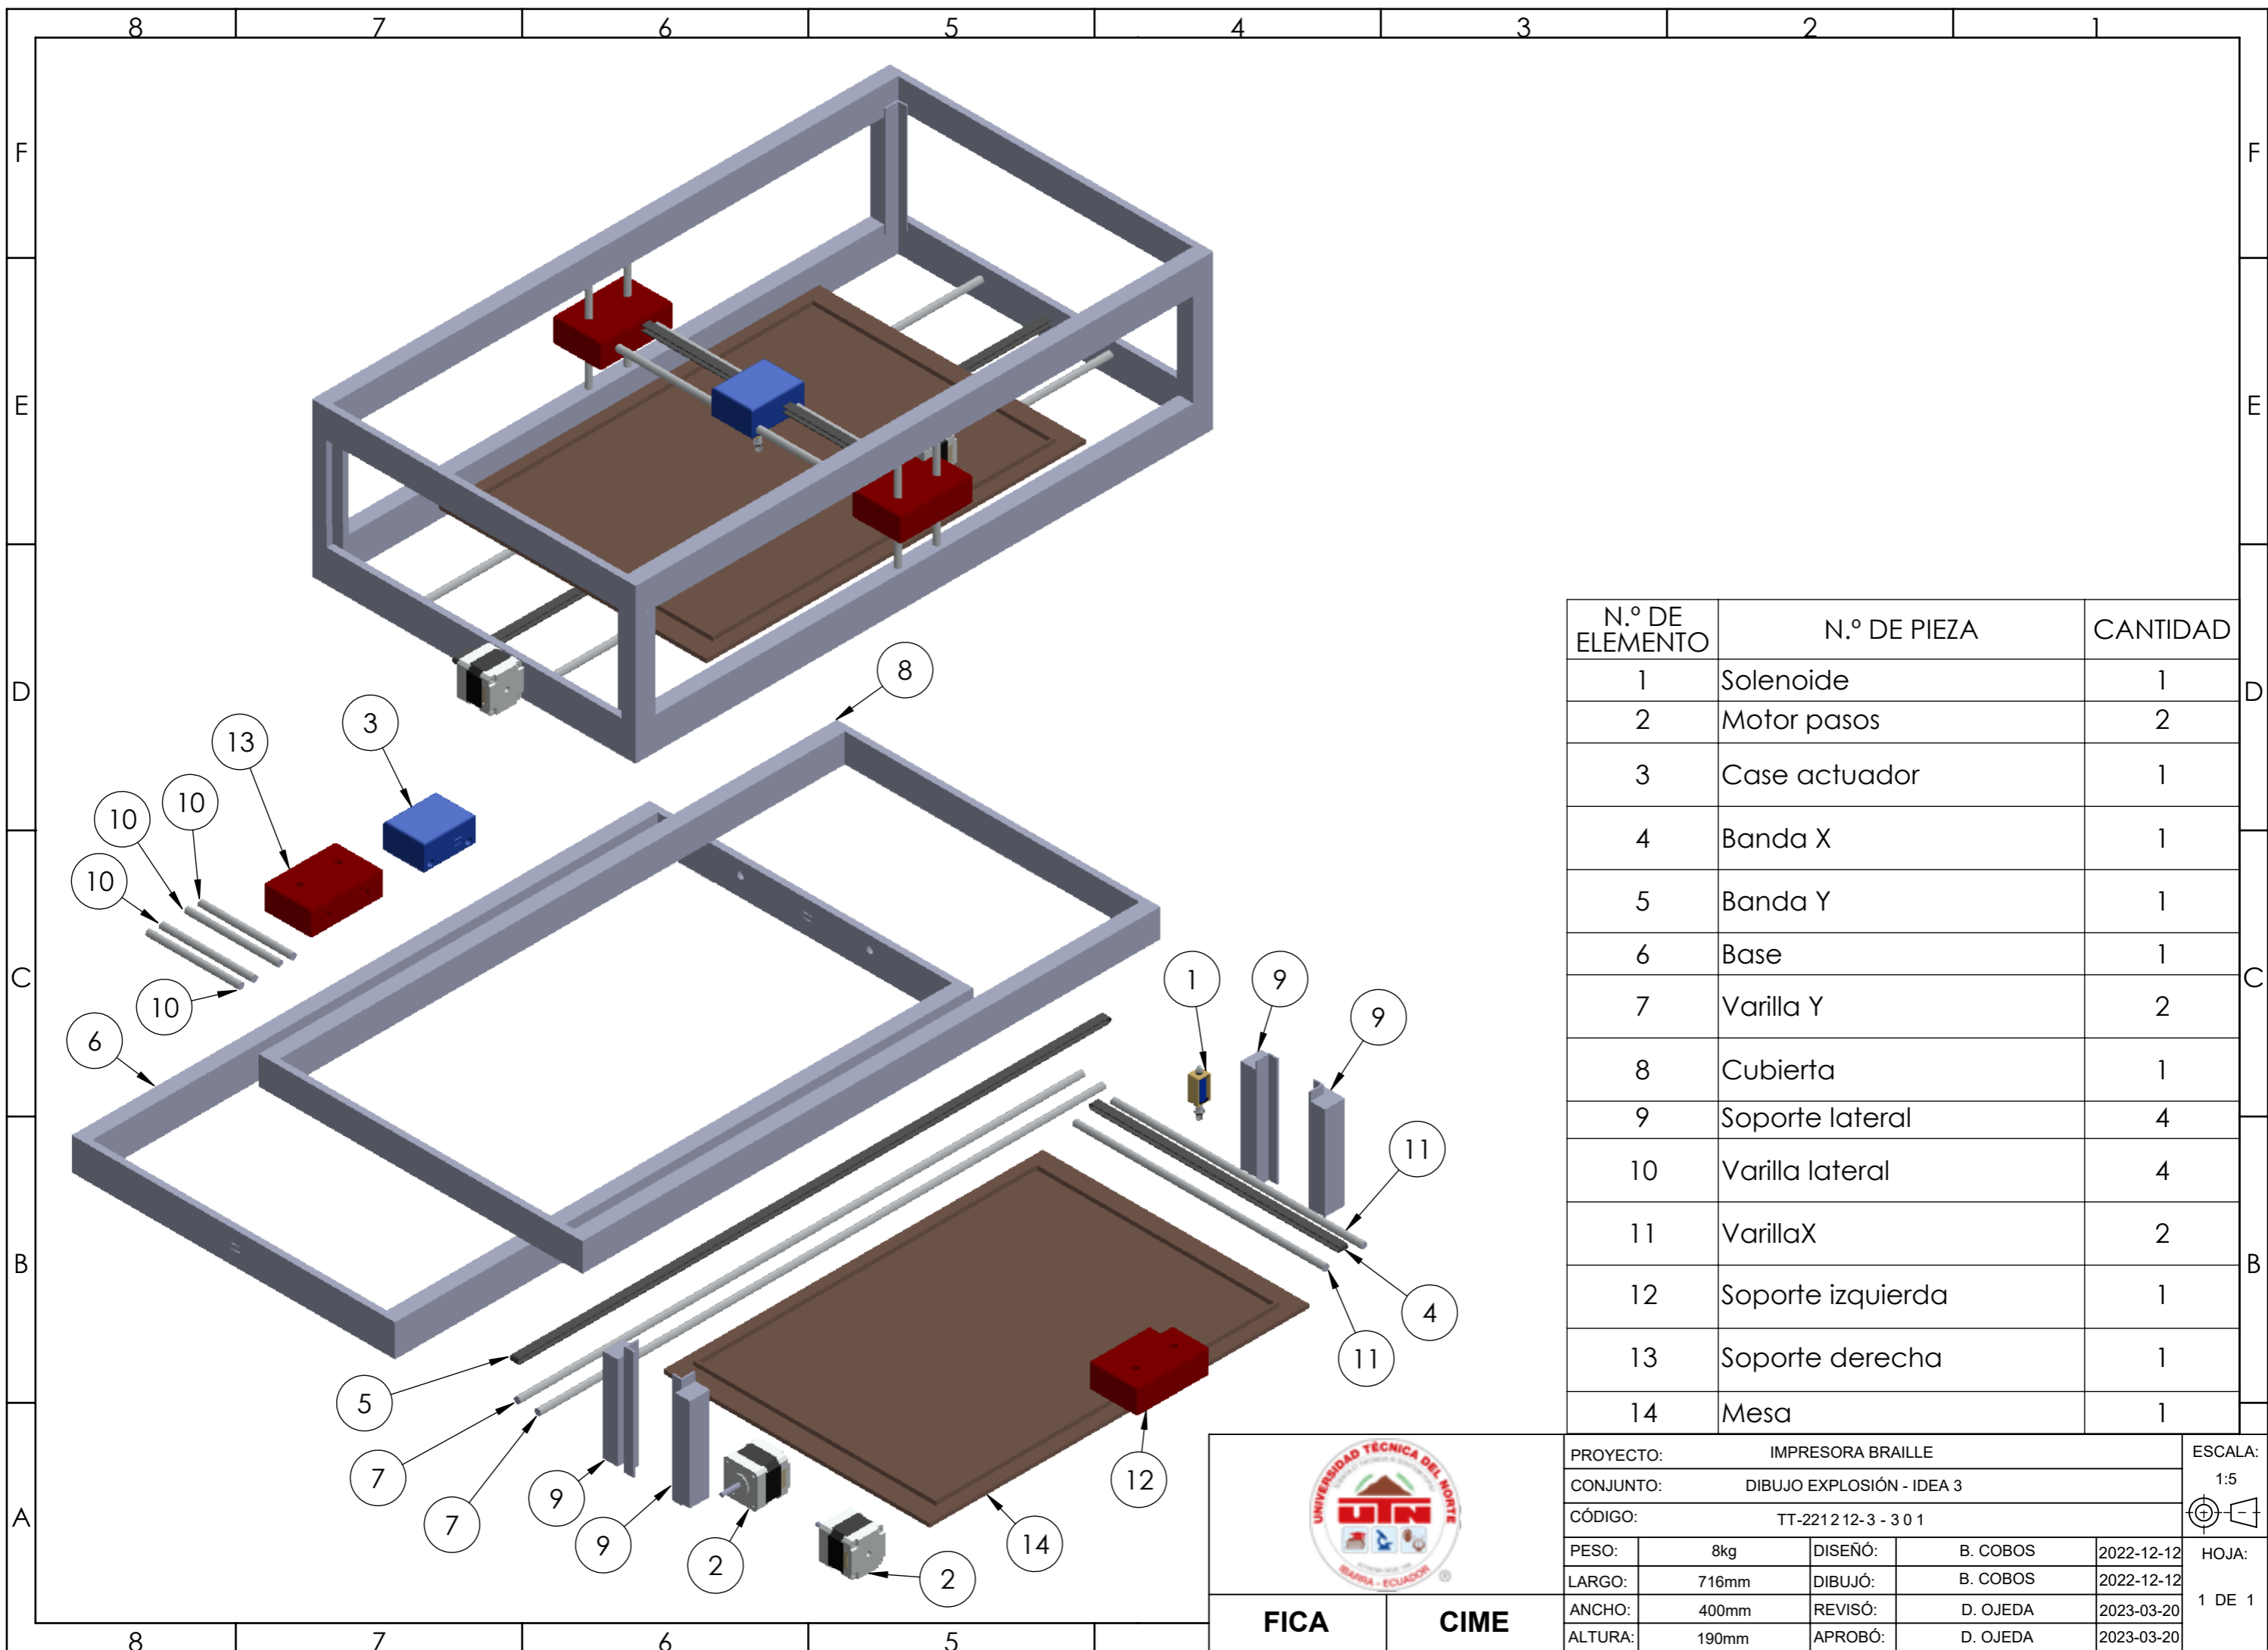 8 7 6 5 4 3 2 1
F F
E E
D D
C C
B B
A
8
3
13
10
10
10
10
6
1
9
9
11
4
11
5
7
7
9
9
2
2
12
14
N.º DE ELEMENTO N.º DE PIEZA CANTIDAD
1 Solenoide 1
2 Motor pasos 2
3 Case actuador 1
4 Banda X 1
5 Banda Y 1
6 Base 1
7 Varilla Y 2
8 Cubierta 1
9 Soporte lateral 4
10 Varilla lateral 4
11 VarillaX 2
12 Soporte izquierda 1
13 Soporte derecha 1
14 Mesa 1
UNIVERSIDAD TÉCNICA DEL NORTE
UTN
IBARRA - ECUADOR
®
FICA CIME
PROYECTO: IMPRESORA BRAILLE
CONJUNTO: DIBUJO EXPLOSIÓN - IDEA 3
CÓDIGO: TT-221212-3 - 301
ESCALA:
1:5
PESO: 8kg DISEÑÓ: B. COBOS 2022-12-12
LARGO: 716mm DIBUJÓ: B. COBOS 2022-12-12
ANCHO: 400mm REVISÓ: D. OJEDA 2023-03-20
ALTURA: 190mm APROBÓ: D. OJEDA 2023-03-20
HOJA:
1 DE 1
8 7 6 5